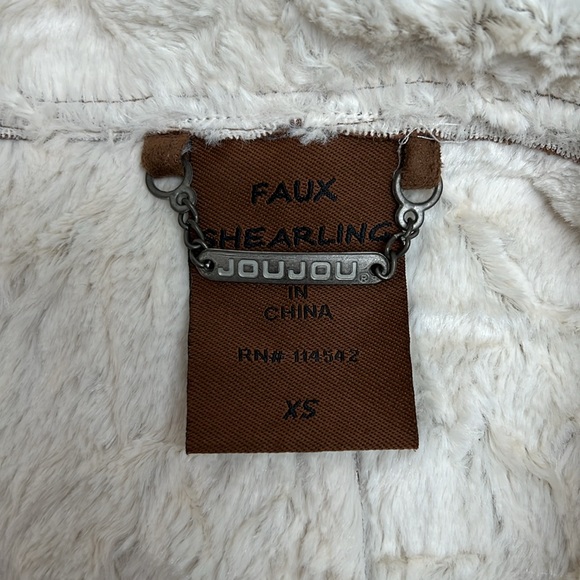 FAUX
SHEARLING
JOUJOU®
IN
CHINA
RN# 114542
XS